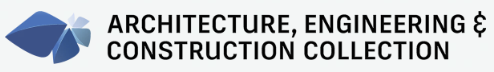 ARCHITECTURE, ENGINEERING &
CONSTRUCTION COLLECTION